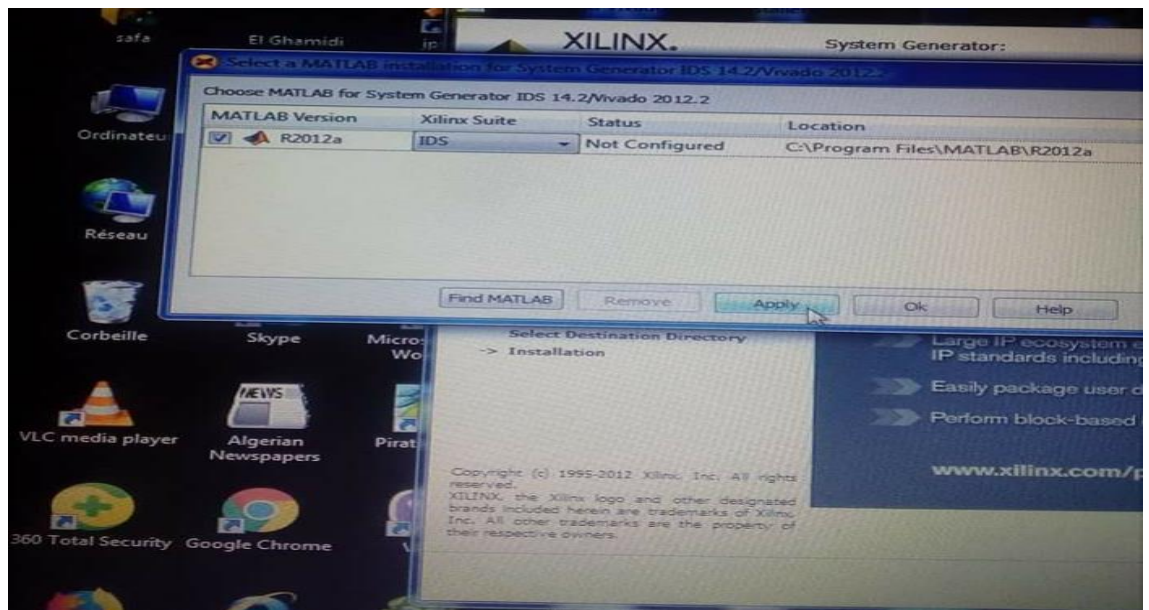 safa
El Ghamidi
jp
XILINX.
System Generator:
Select a MATLAB installation for System Generator IDS 14.2/Vivado 2012.2
Choose MATLAB for System Generator IDS 14.2/Vivado 2012.2
MATLAB Version Xilinx Suite Status Location
R2012a IDS Not Configured C:\Program Files\MATLAB\R2012a
Find MATLAB Remove Apply Ok Help
Ordinateu
Réseau
Corbeille
Skype
Micro
Wo
Select Destination Directory
-> Installation
Large IP ecosystem
IP standards including
Easily package user
Perform block-based
www.xilinx.com/p
NEWS
VLC media player
Algerian
Newspapers
Pirat
Copyright (c) 1995-2012 Xilinx, Inc. All rights
reserved.
XILINX, the Xilinx logo and other designated
brands included herein are trademarks of Xilinx,
Inc. All other trademarks are the property of
their respective owners.
360 Total Security
Google Chrome